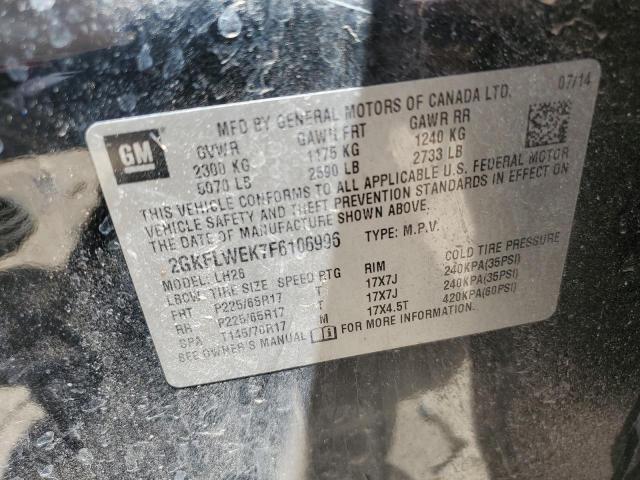 07/14
MFD BY GENERAL MOTORS OF CANADA LTD.
GM
GVWR GAWR FRT GAWR RR
2300 KG 1175 KG 1240 KG
5070 LB 2590 LB 2733 LB
THIS VEHICLE CONFORMS TO ALL APPLICABLE U.S. FEDERAL MOTOR
VEHICLE SAFETY AND THEFT PREVENTION STANDARDS IN EFFECT ON
THE DATE OF MANUFACTURE SHOWN ABOVE.
2GKFLWEK7F6106996 TYPE: M.P.V.
MODEL: LH26
LBCW TIRE SIZE SPEED RTG RIM COLD TIRE PRESSURE
FRT P225/65R17 T 17X7J 240KPA(35PSI)
RR P225/65R17 T 17X7J 240KPA(35PSI)
SPA T145/70R17 M 17X4.5T 420KPA(60PSI)
SEE OWNER'S MANUAL FOR MORE INFORMATION.